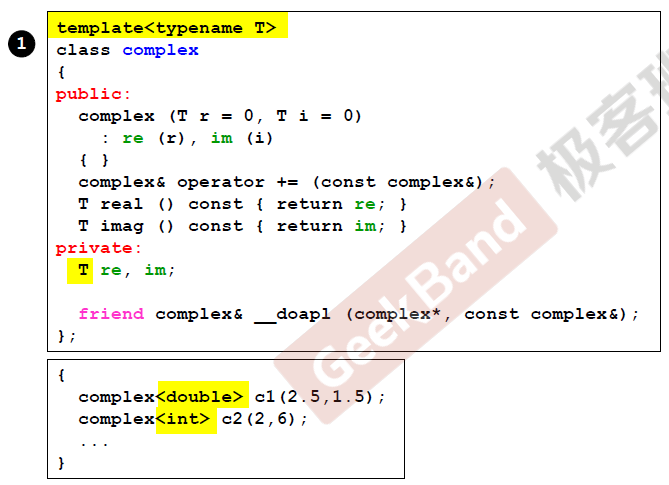 1
template<typename T>
class complex
{
public:
  complex (T r = 0, T i = 0)
    : re (r), im (i)
  { }
  complex& operator += (const complex&);
  T real () const { return re; }
  T imag () const { return im; }
private:
  T re, im;
  friend complex& __doapl (complex*, const complex&);
};
{
  complex<double> c1(2.5,1.5);
  complex<int> c2(2,6);
  ...
}
GeekBand 极客班